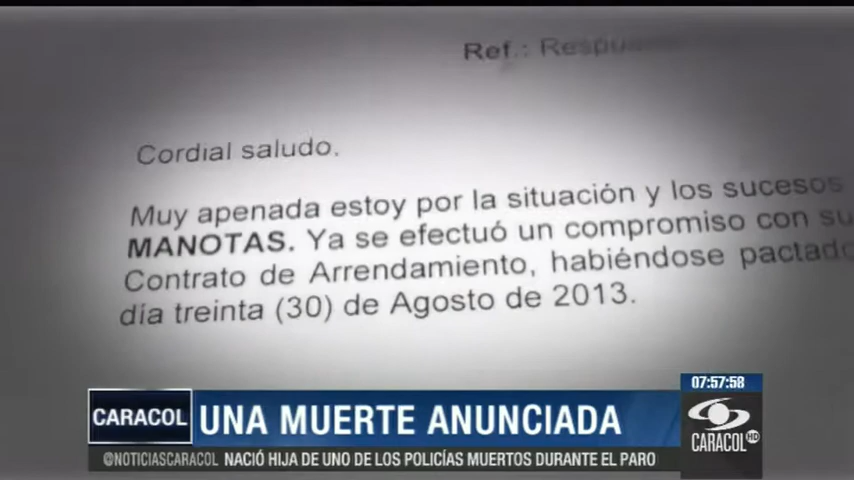 Ref.:
Cordial saludo.
Muy apenada estoy por la situación y los sucesos
MANOTAS. Ya se efectuó un compromiso con su
Contrato de Arrendamiento, habiéndose pactado
día treinta (30) de Agosto de 2013.
07:57:58
CARACOL UNA MUERTE ANUNCIADA
CARACOL HD
@NOTICIASCARACOL NACIÓ HIJA DE UNO DE LOS POLICÍAS MUERTOS DURANTE EL PARO